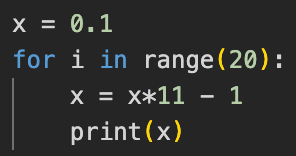 x = 0.1
for i in range(20):
    x = x*11 - 1
    print(x)